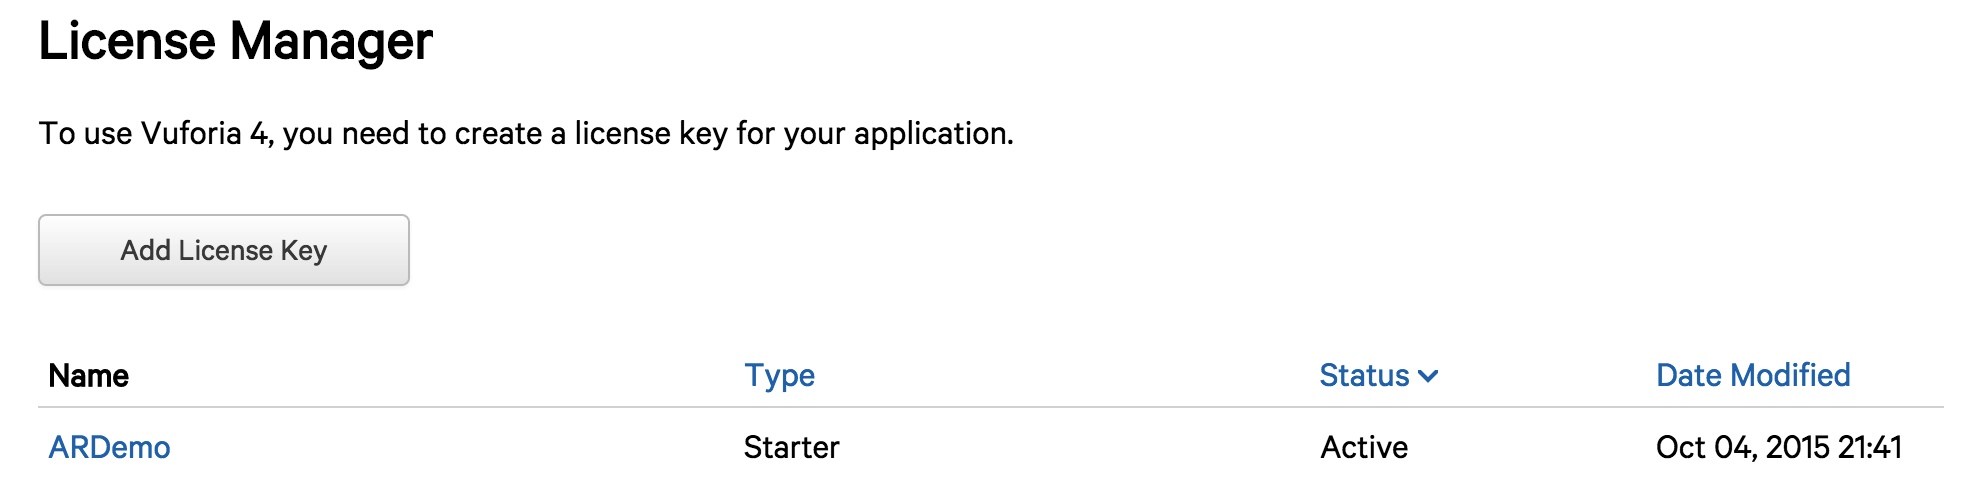 License Manager
To use Vuforia 4, you need to create a license key for your application.
Add License Key
Name Type Status Date Modified
ARDemo Starter Active Oct 04, 2015 21:41